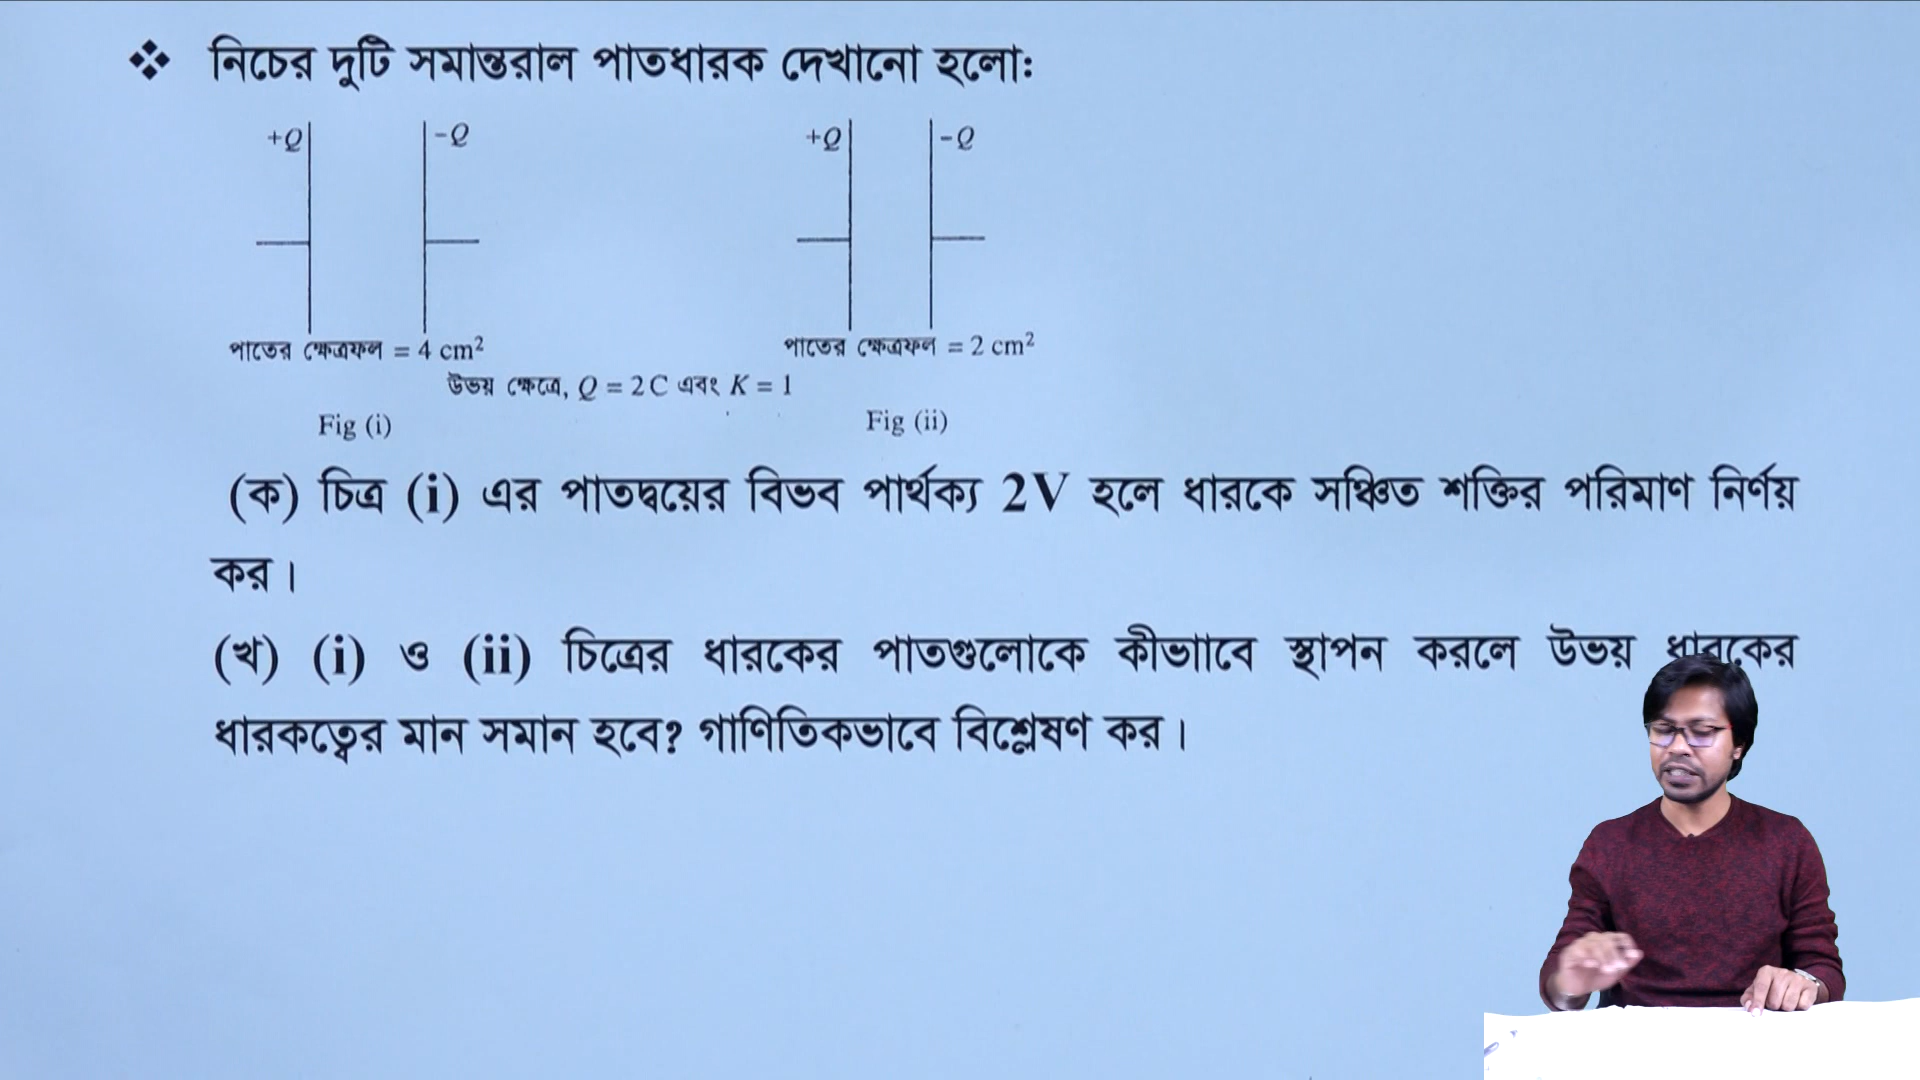 ❖ নিচের দুটি সমান্তরাল পাতধারক দেখানো হলোঃ
+Q -Q +Q -Q
পাতের ক্ষেত্রফল = 4 cm² পাতের ক্ষেত্রফল = 2 cm²
উভয় ক্ষেত্রে, Q = 2 C এবং K = 1
Fig (i) Fig (ii)
(ক) চিত্র (i) এর পাতদ্বয়ের বিভব পার্থক্য 2V হলে ধারকে সঞ্চিত শক্তির পরিমাণ নির্ণয়
কর।
(খ) (i) ও (ii) চিত্রের ধারকের পাতগুলোকে কীভাাবে স্থাপন করলে উভয় ধারকের
ধারকত্বের মান সমান হবে? গাণিতিকভাবে বিশ্লেষণ কর।